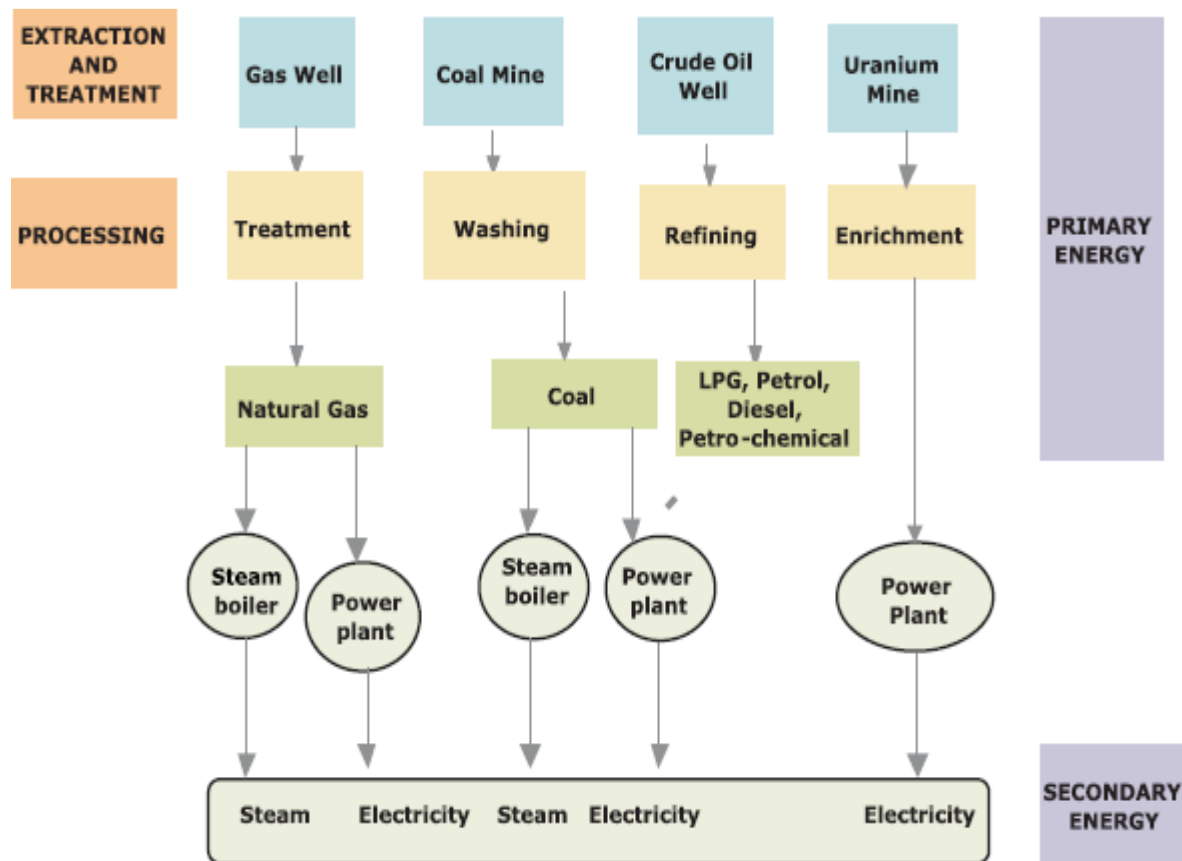 EXTRACTION
AND
TREATMENT
Gas Well
Coal Mine
Crude Oil
Well
Uranium
Mine
PROCESSING
Treatment
Washing
Refining
Enrichment
PRIMARY
ENERGY
Natural Gas
Coal
LPG, Petrol,
Diesel,
Petro-chemical
Steam
boiler
Power
plant
Steam
boiler
Power
plant
Power
Plant
Steam
Electricity
Steam
Electricity
Electricity
SECONDARY
ENERGY